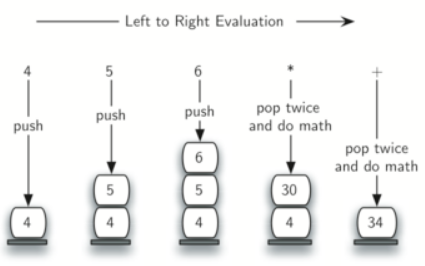 Left to Right Evaluation
4 5 6 * +
push
push
push
pop twice
and do math
pop twice
and do math
6
5 5 30
4 4 4 4 34